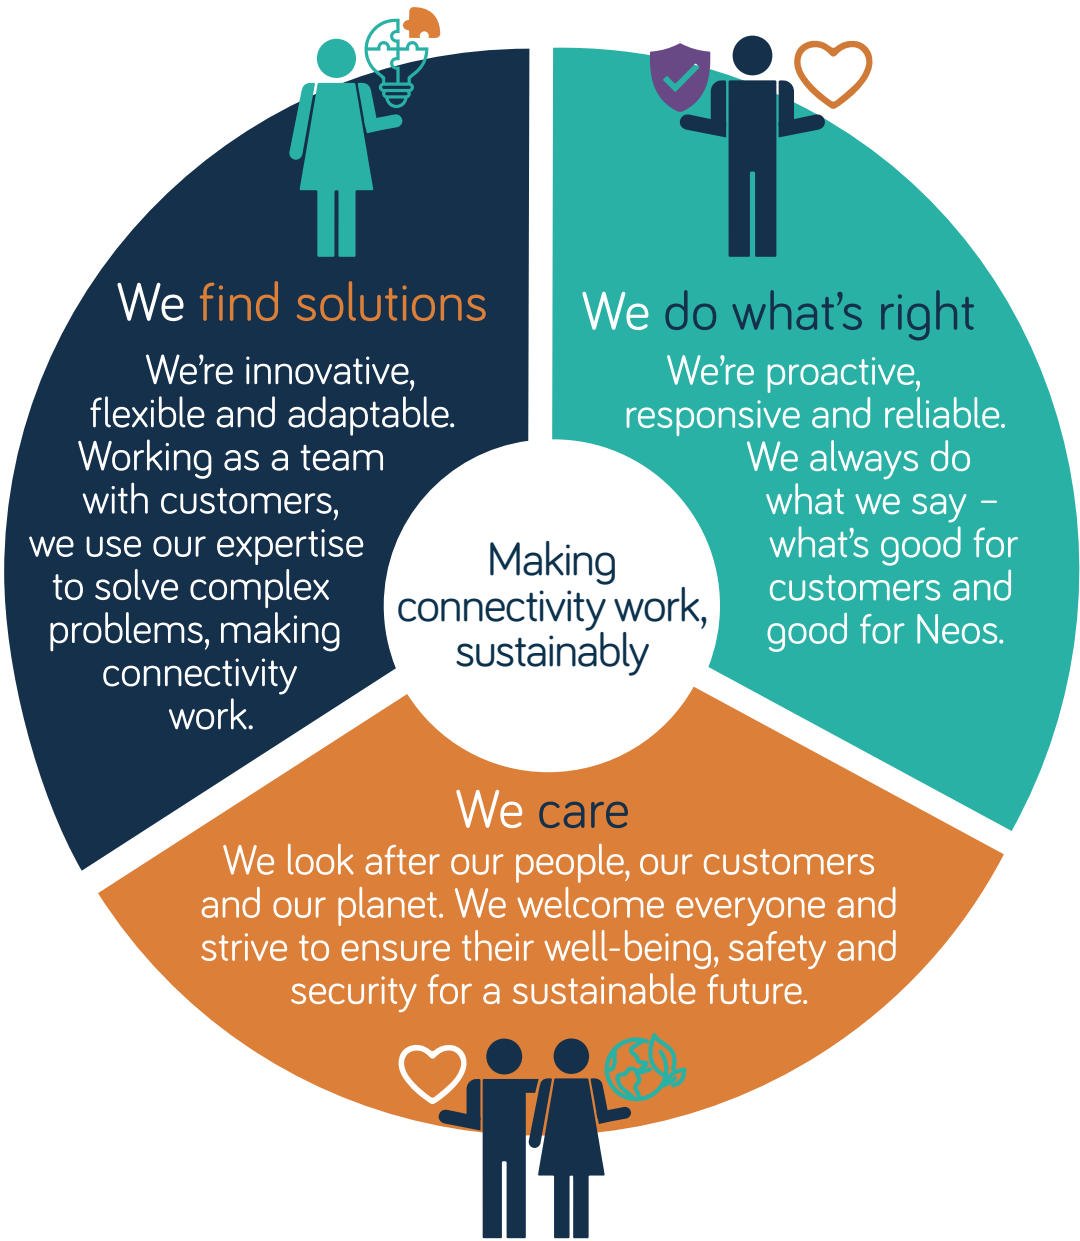 We find solutions
We’re innovative,
flexible and adaptable.
Working as a team
with customers,
we use our expertise
to solve complex
problems, making
connectivity
work.
We do what’s right
We’re proactive,
responsive and reliable.
We always do
what we say –
what’s good for
customers and
good for Neos.
Making
connectivity work,
sustainably
We care
We look after our people, our customers
and our planet. We welcome everyone and
strive to ensure their well-being, safety and
security for a sustainable future.